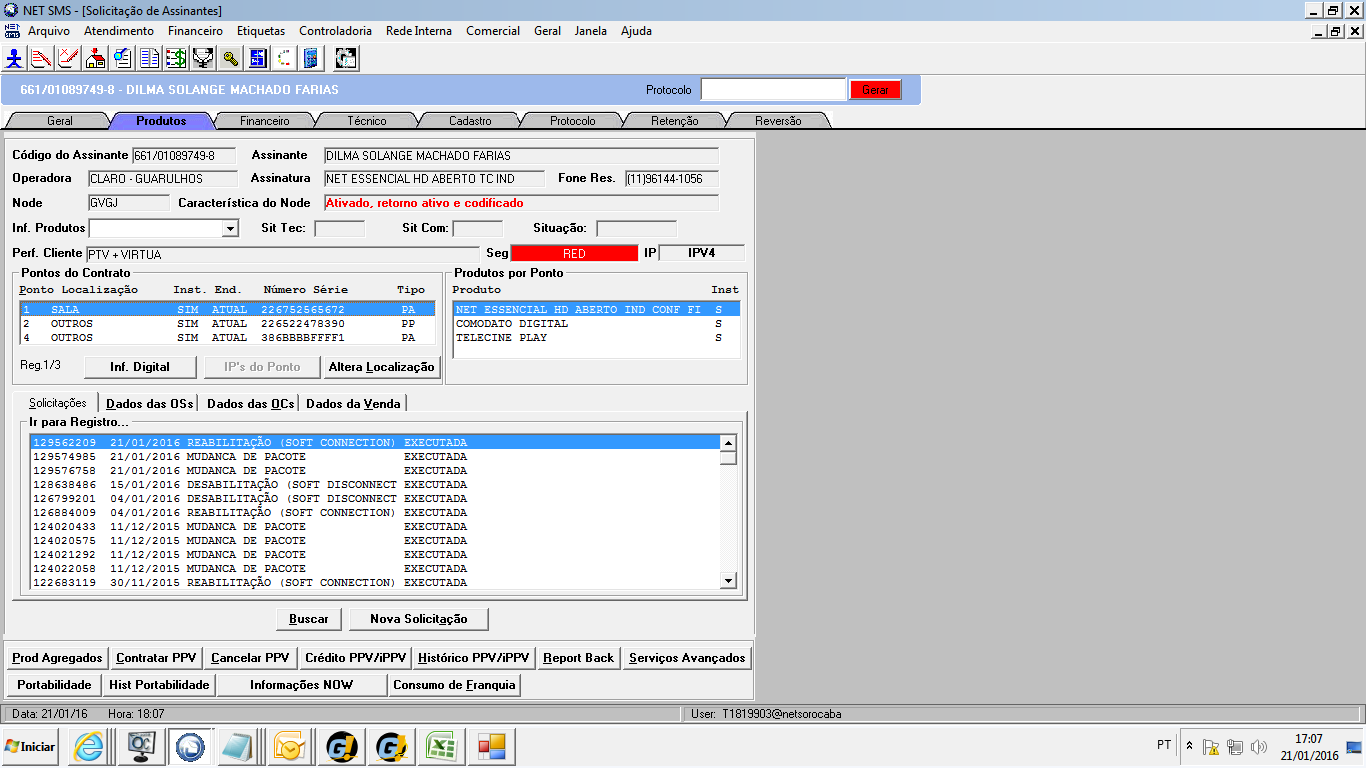 NET SMS - [Solicitação de Assinantes]
NET SMS Arquivo Atendimento Financeiro Etiquetas Controladoria Rede Interna Comercial Geral Janela Ajuda
661/01089749-8 - DILMA SOLANGE MACHADO FARIAS Protocolo Gerar
Geral Produtos Financeiro Técnico Cadastro Protocolo Retenção Reversão
Código do Assinante 661/01089749-8 Assinante DILMA SOLANGE MACHADO FARIAS
Operadora CLARO - GUARULHOS Assinatura NET ESSENCIAL HD ABERTO TC IND Fone Res. (11)96144-1056
Node GVGJ Característica do Node Ativado, retorno ativo e codificado
Inf. Produtos Sit Tec: Sit Com: Situação:
Perf. Cliente PTV + VIRTUA Seg RED IP IPV4
Pontos do Contrato
Ponto Localização Inst. End. Número Série Tipo
1 SALA SIM ATUAL 226752565672 PA
2 OUTROS SIM ATUAL 226522478390 PP
4 OUTROS SIM ATUAL 386BBBBFFFF1 PA
Reg.1/3 Inf. Digital IP's do Ponto Altera Localização
Produtos por Ponto
Produto Inst
NET ESSENCIAL HD ABERTO IND CONF FI S
COMODATO DIGITAL S
TELECINE PLAY S
Solicitações Dados das OSs Dados das OCs Dados da Venda
Ir para Registro...
129562209 21/01/2016 REABILITAÇÃO (SOFT CONNECTION) EXECUTADA
129574985 21/01/2016 MUDANCA DE PACOTE EXECUTADA
129576758 21/01/2016 MUDANCA DE PACOTE EXECUTADA
128638486 15/01/2016 DESABILITAÇÃO (SOFT DISCONNECT EXECUTADA
126799201 04/01/2016 DESABILITAÇÃO (SOFT DISCONNECT EXECUTADA
126884009 04/01/2016 REABILITAÇÃO (SOFT CONNECTION) EXECUTADA
124020433 11/12/2015 MUDANCA DE PACOTE EXECUTADA
124020575 11/12/2015 MUDANCA DE PACOTE EXECUTADA
124021292 11/12/2015 MUDANCA DE PACOTE EXECUTADA
124022058 11/12/2015 MUDANCA DE PACOTE EXECUTADA
122683119 30/11/2015 REABILITAÇÃO (SOFT CONNECTION) EXECUTADA
Buscar Nova Solicitação
Prod Agregados Contratar PPV Cancelar PPV Crédito PPV/iPPV Histórico PPV/iPPV Report Back Serviços Avançados
Portabilidade Hist Portabilidade Informações NOW Consumo de Franquia
Data: 21/01/16 Hora: 18:07 User: T1819903@netsorocaba
Iniciar QC G! G! PT 17:07
21/01/2016